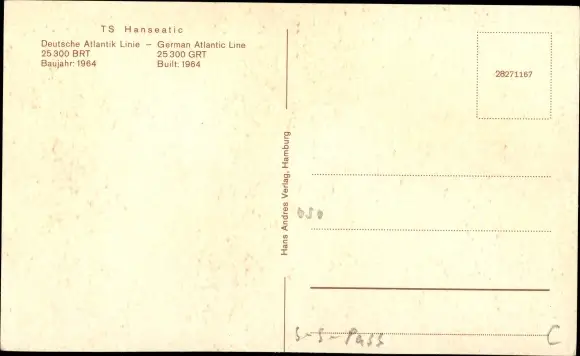 TS Hanseatic
Deutsche Atlantik Linie – German Atlantic Line
25 300 BRT 25 300 GRT
Baujahr: 1964 Built: 1964
28271167
Hans Andres Verlag, Hamburg
S-S-Pass
C